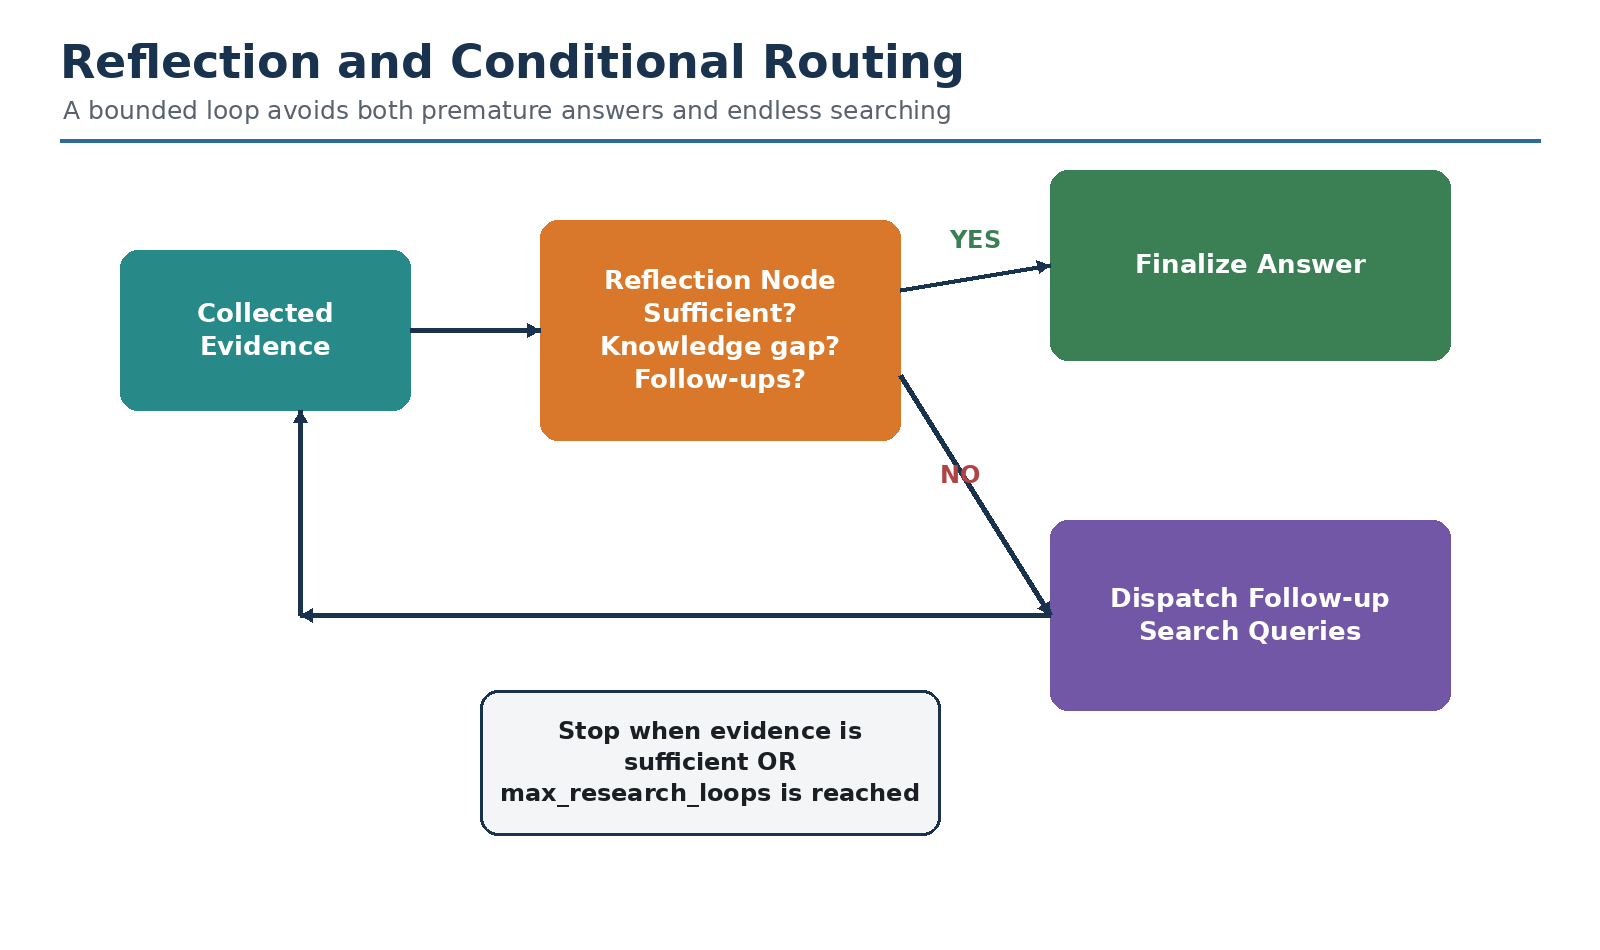 Reflection and Conditional Routing
A bounded loop avoids both premature answers and endless searching
Collected
Evidence
Reflection Node
Sufficient?
Knowledge gap?
Follow-ups?
YES
Finalize Answer
NO
Dispatch Follow-up
Search Queries
Stop when evidence is
sufficient OR
max_research_loops is reached